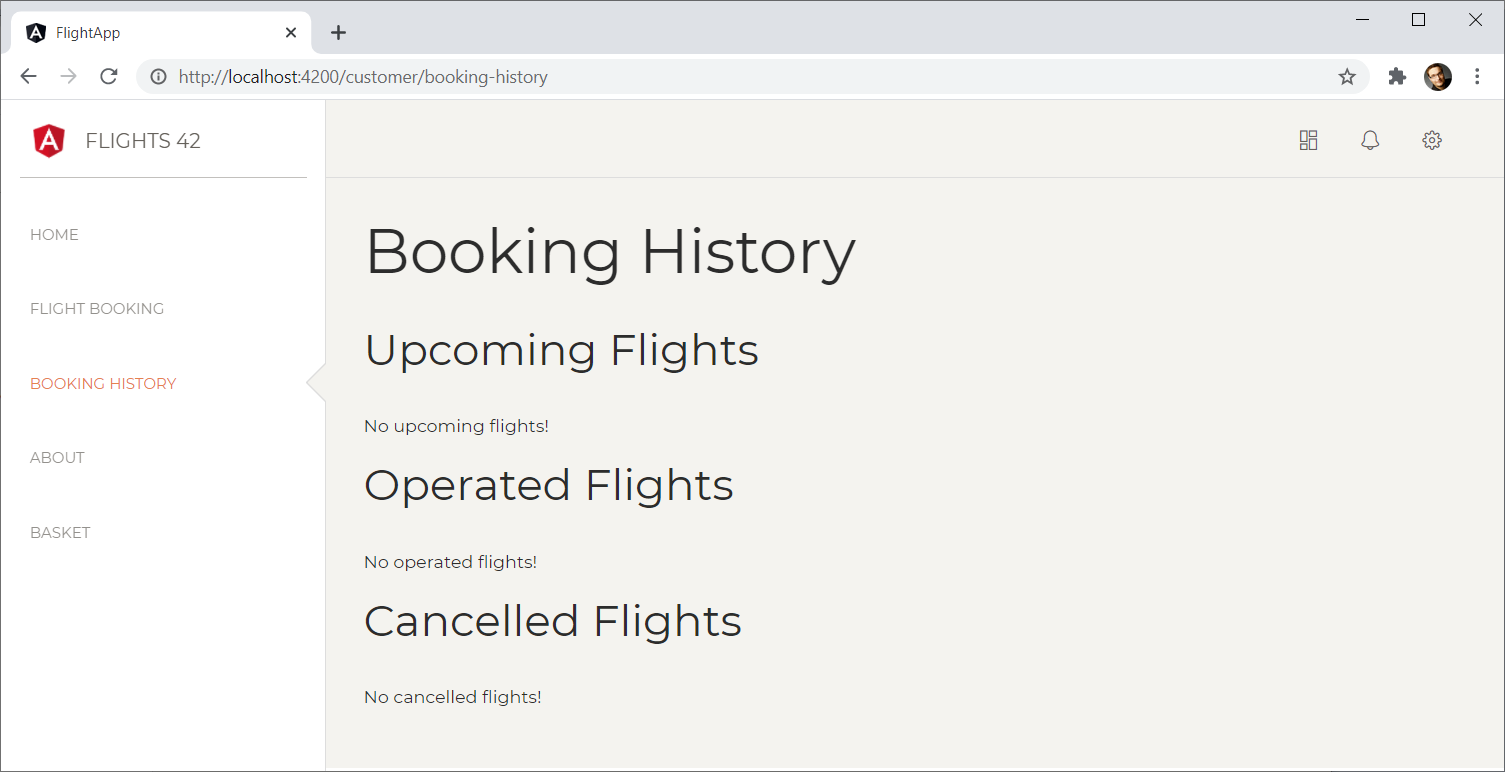 FlightApp
http://localhost:4200/customer/booking-history
FLIGHTS 42
HOME
FLIGHT BOOKING
BOOKING HISTORY
ABOUT
BASKET
Booking History
Upcoming Flights
No upcoming flights!
Operated Flights
No operated flights!
Cancelled Flights
No cancelled flights!